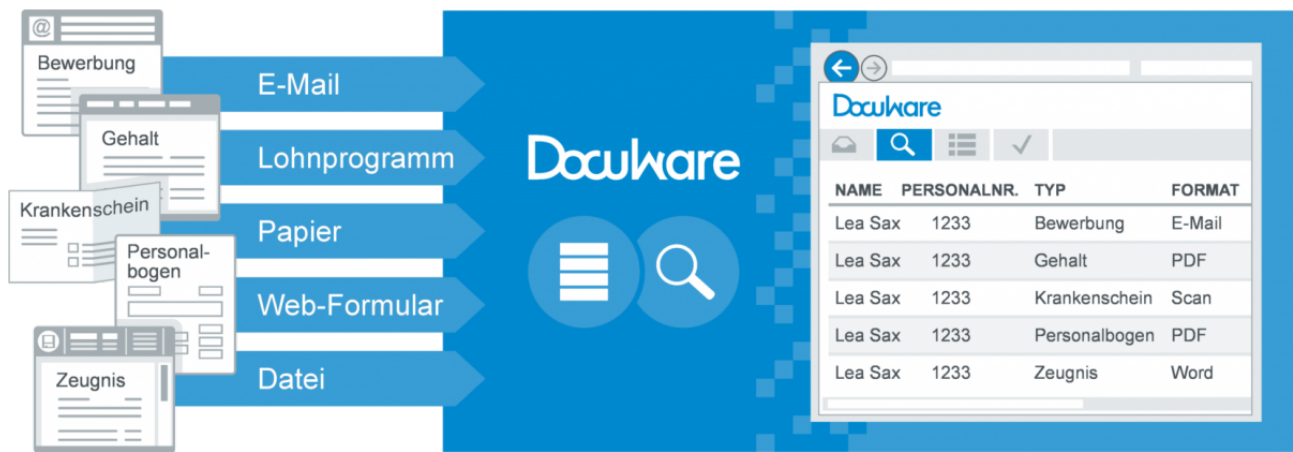 @
Bewerbung
Gehalt
Krankenschein
Personal-
bogen
Zeugnis
E-Mail
Lohnprogramm
Papier
Web-Formular
Datei
DocuWare
DocuWare
NAME PERSONALNR. TYP FORMAT
Lea Sax 1233 Bewerbung E-Mail
Lea Sax 1233 Gehalt PDF
Lea Sax 1233 Krankenschein Scan
Lea Sax 1233 Personalbogen PDF
Lea Sax 1233 Zeugnis Word